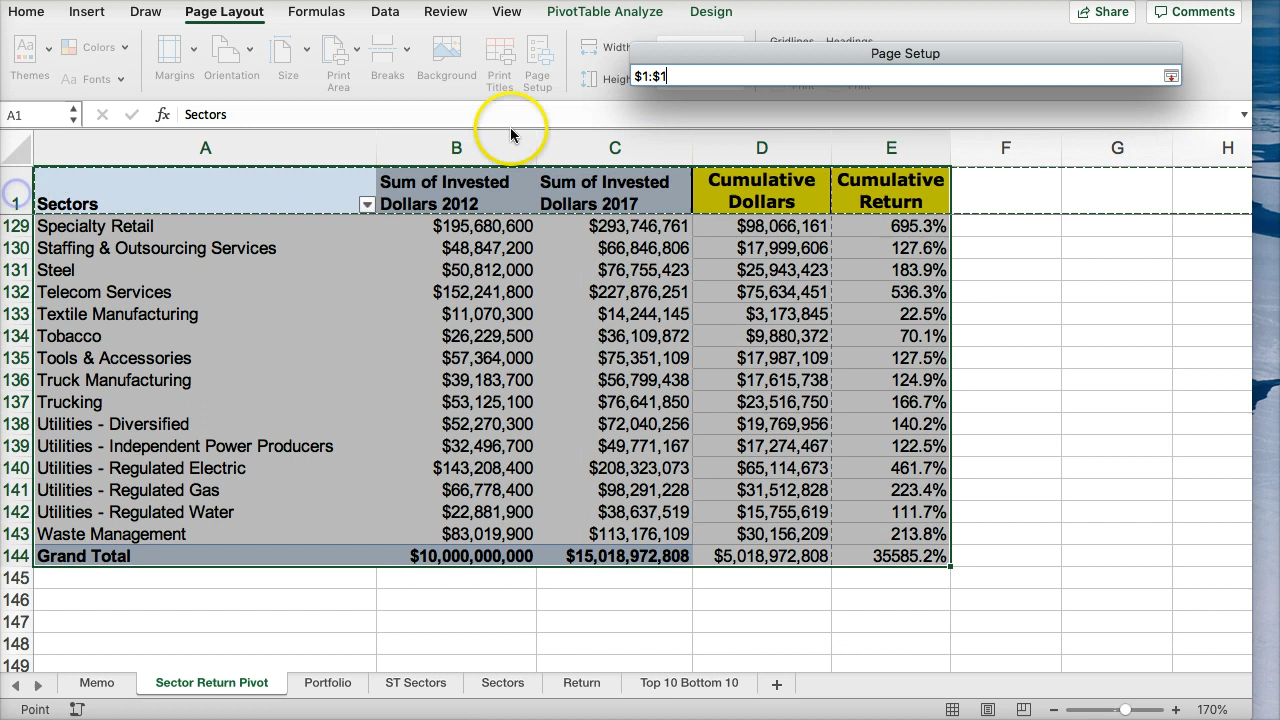 Home Insert Draw Page Layout Formulas Data Review View PivotTable Analyze Design Share Comments
Themes Colors Fonts Margins Orientation Size Print Area Breaks Background Print Titles Page Setup
Page Setup
$1:$1
A1 fx Sectors
A B C D E F G H
1 Sectors Sum of Invested Dollars 2012 Sum of Invested Dollars 2017 Cumulative Dollars Cumulative Return
129 Specialty Retail $195,680,600 $293,746,761 $98,066,161 695.3%
130 Staffing & Outsourcing Services $48,847,200 $66,846,806 $17,999,606 127.6%
131 Steel $50,812,000 $76,755,423 $25,943,423 183.9%
132 Telecom Services $152,241,800 $227,876,251 $75,634,451 536.3%
133 Textile Manufacturing $11,070,300 $14,244,145 $3,173,845 22.5%
134 Tobacco $26,229,500 $36,109,872 $9,880,372 70.1%
135 Tools & Accessories $57,364,000 $75,351,109 $17,987,109 127.5%
136 Truck Manufacturing $39,183,700 $56,799,438 $17,615,738 124.9%
137 Trucking $53,125,100 $76,641,850 $23,516,750 166.7%
138 Utilities - Diversified $52,270,300 $72,040,256 $19,769,956 140.2%
139 Utilities - Independent Power Producers $32,496,700 $49,771,167 $17,274,467 122.5%
140 Utilities - Regulated Electric $143,208,400 $208,323,073 $65,114,673 461.7%
141 Utilities - Regulated Gas $66,778,400 $98,291,228 $31,512,828 223.4%
142 Utilities - Regulated Water $22,881,900 $38,637,519 $15,755,619 111.7%
143 Waste Management $83,019,900 $113,176,109 $30,156,209 213.8%
144 Grand Total $10,000,000,000 $15,018,972,808 $5,018,972,808 35585.2%
145
146
147
148
149
Memo Sector Return Pivot Portfolio ST Sectors Sectors Return Top 10 Bottom 10
Point 170%